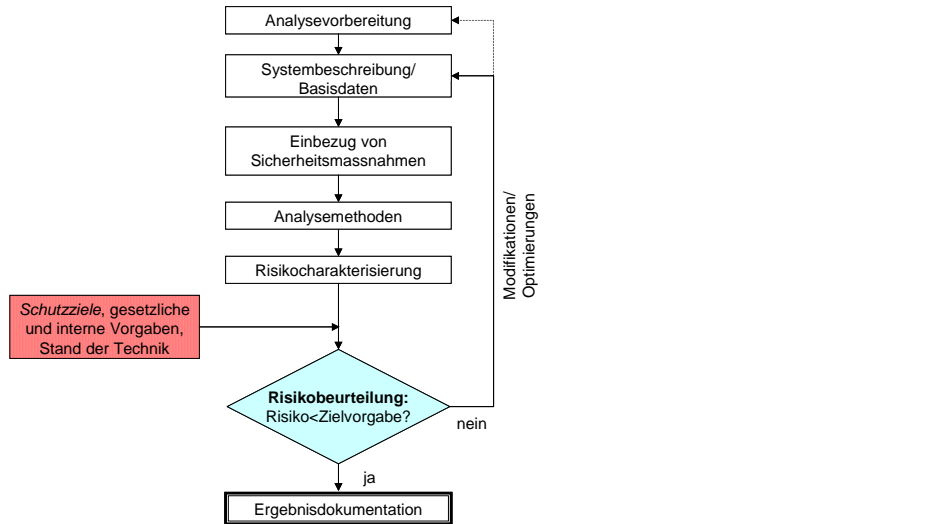 Analysevorbereitung
Systembeschreibung/
Basisdaten
Einbezug von
Sicherheitsmassnahmen
Analysemethoden
Risikocharakterisierung
Modifikationen/
Optimierungen
Schutzziele, gesetzliche
und interne Vorgaben,
Stand der Technik
Risikobeurteilung:
Risiko<Zielvorgabe?
nein
ja
Ergebnisdokumentation